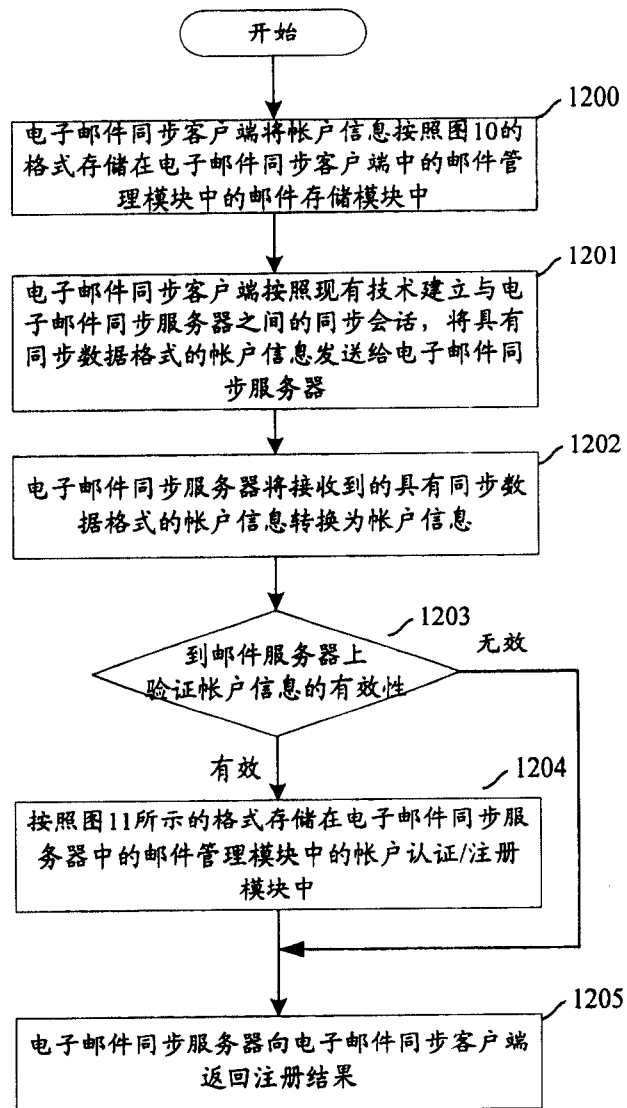 开始
1200
电子邮件同步客户端将帐户信息按照图10的
格式存储在电子邮件同步客户端中的邮件管
理模块中的邮件存储模块中
1201
电子邮件同步客户端按照现有技术建立与电
子邮件同步服务器之间的同步会话，将具有
同步数据格式的帐户信息发送给电子邮件同
步服务器
1202
电子邮件同步服务器将接收到的具有同步数
据格式的帐户信息转换为帐户信息
1203
到邮件服务器上
验证帐户信息的有效性
无效
有效
1204
按照图11所示的格式存储在电子邮件同步服
务器中的邮件管理模块中的帐户认证/注册
模块中
1205
电子邮件同步服务器向电子邮件同步客户端
返回注册结果